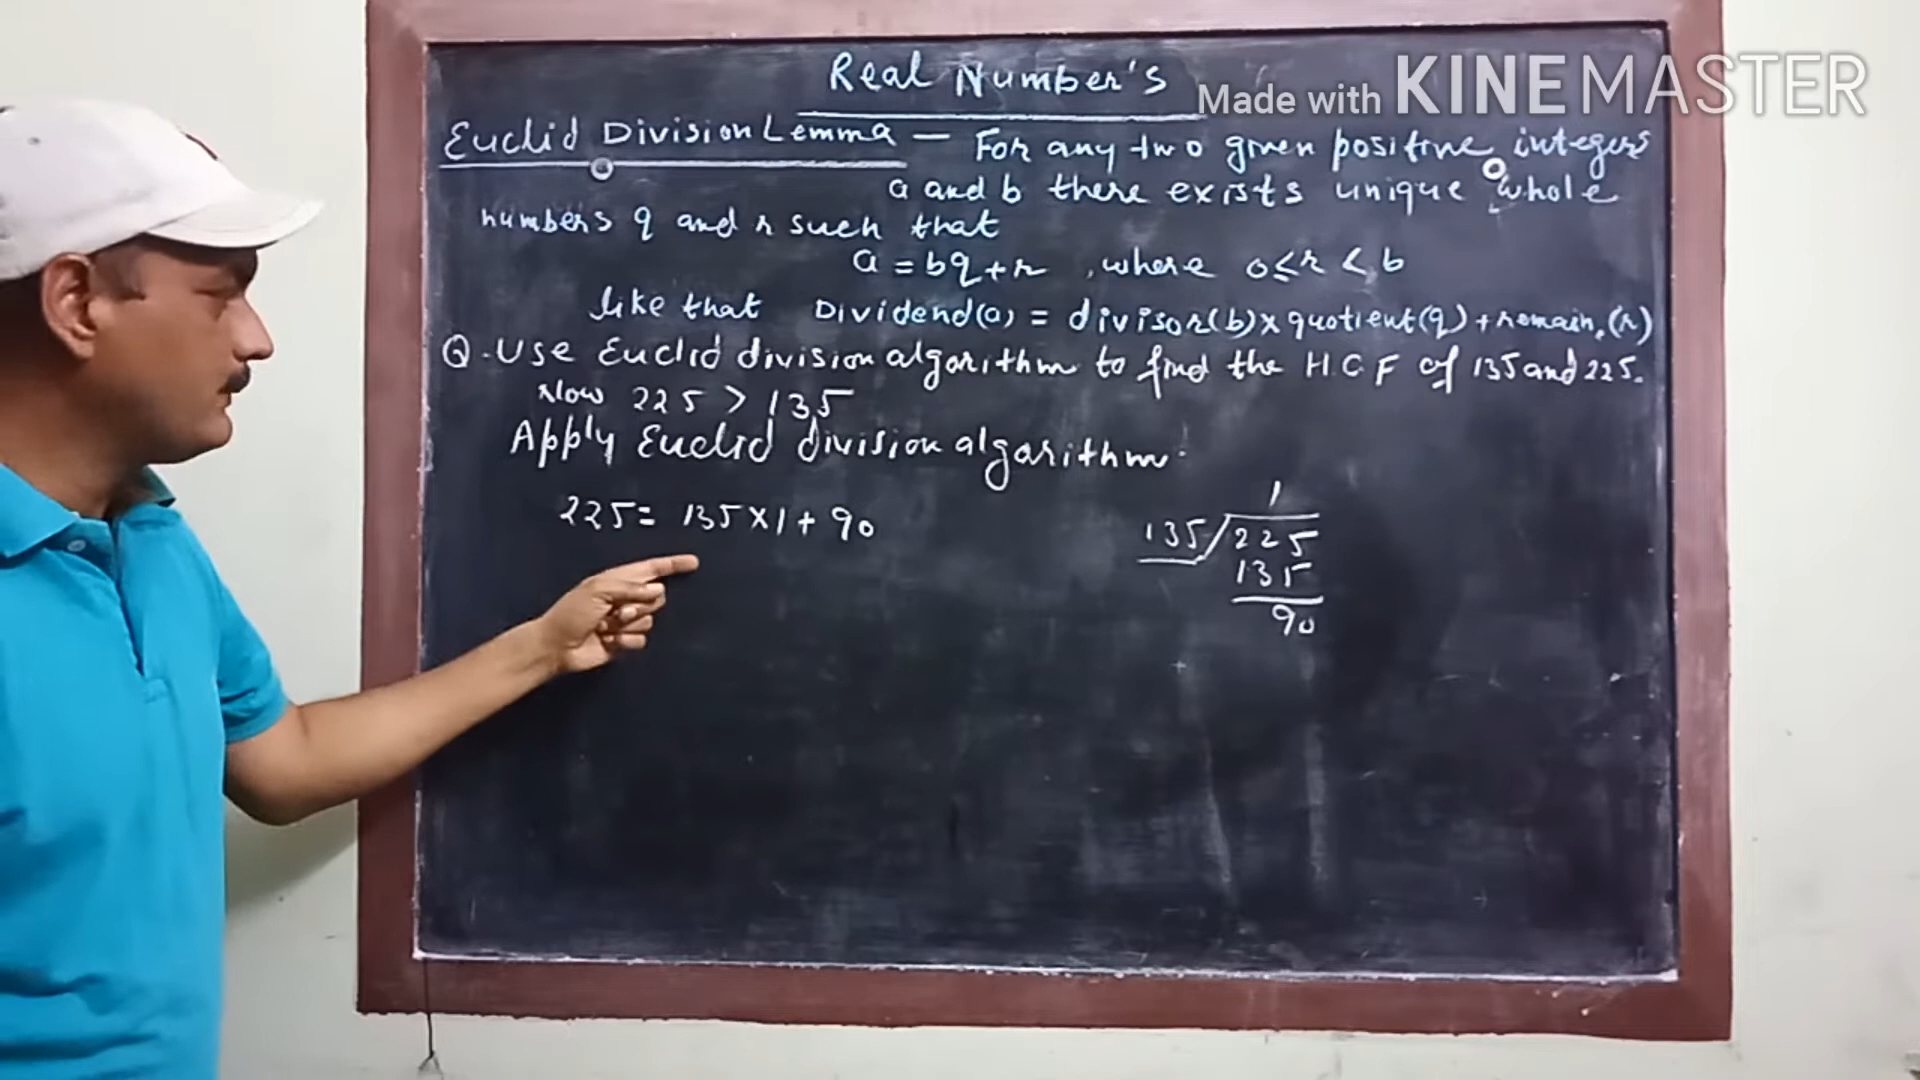 Real Number's
Made with KINEMASTER
Euclid Division Lemma — For any two given positive integers
a and b there exists unique whole
numbers q and r such that
a = bq + r , where 0 ≤ r < b
like that Dividend(a) = divisor(b) x quotient(q) + remain.(r)
Q. Use Euclid division algorithm to find the H.C.F of 135 and 225.
Now 225 > 135
Apply Euclid division algorithm.
225 = 135 x 1 + 90
1
135 225
135
90